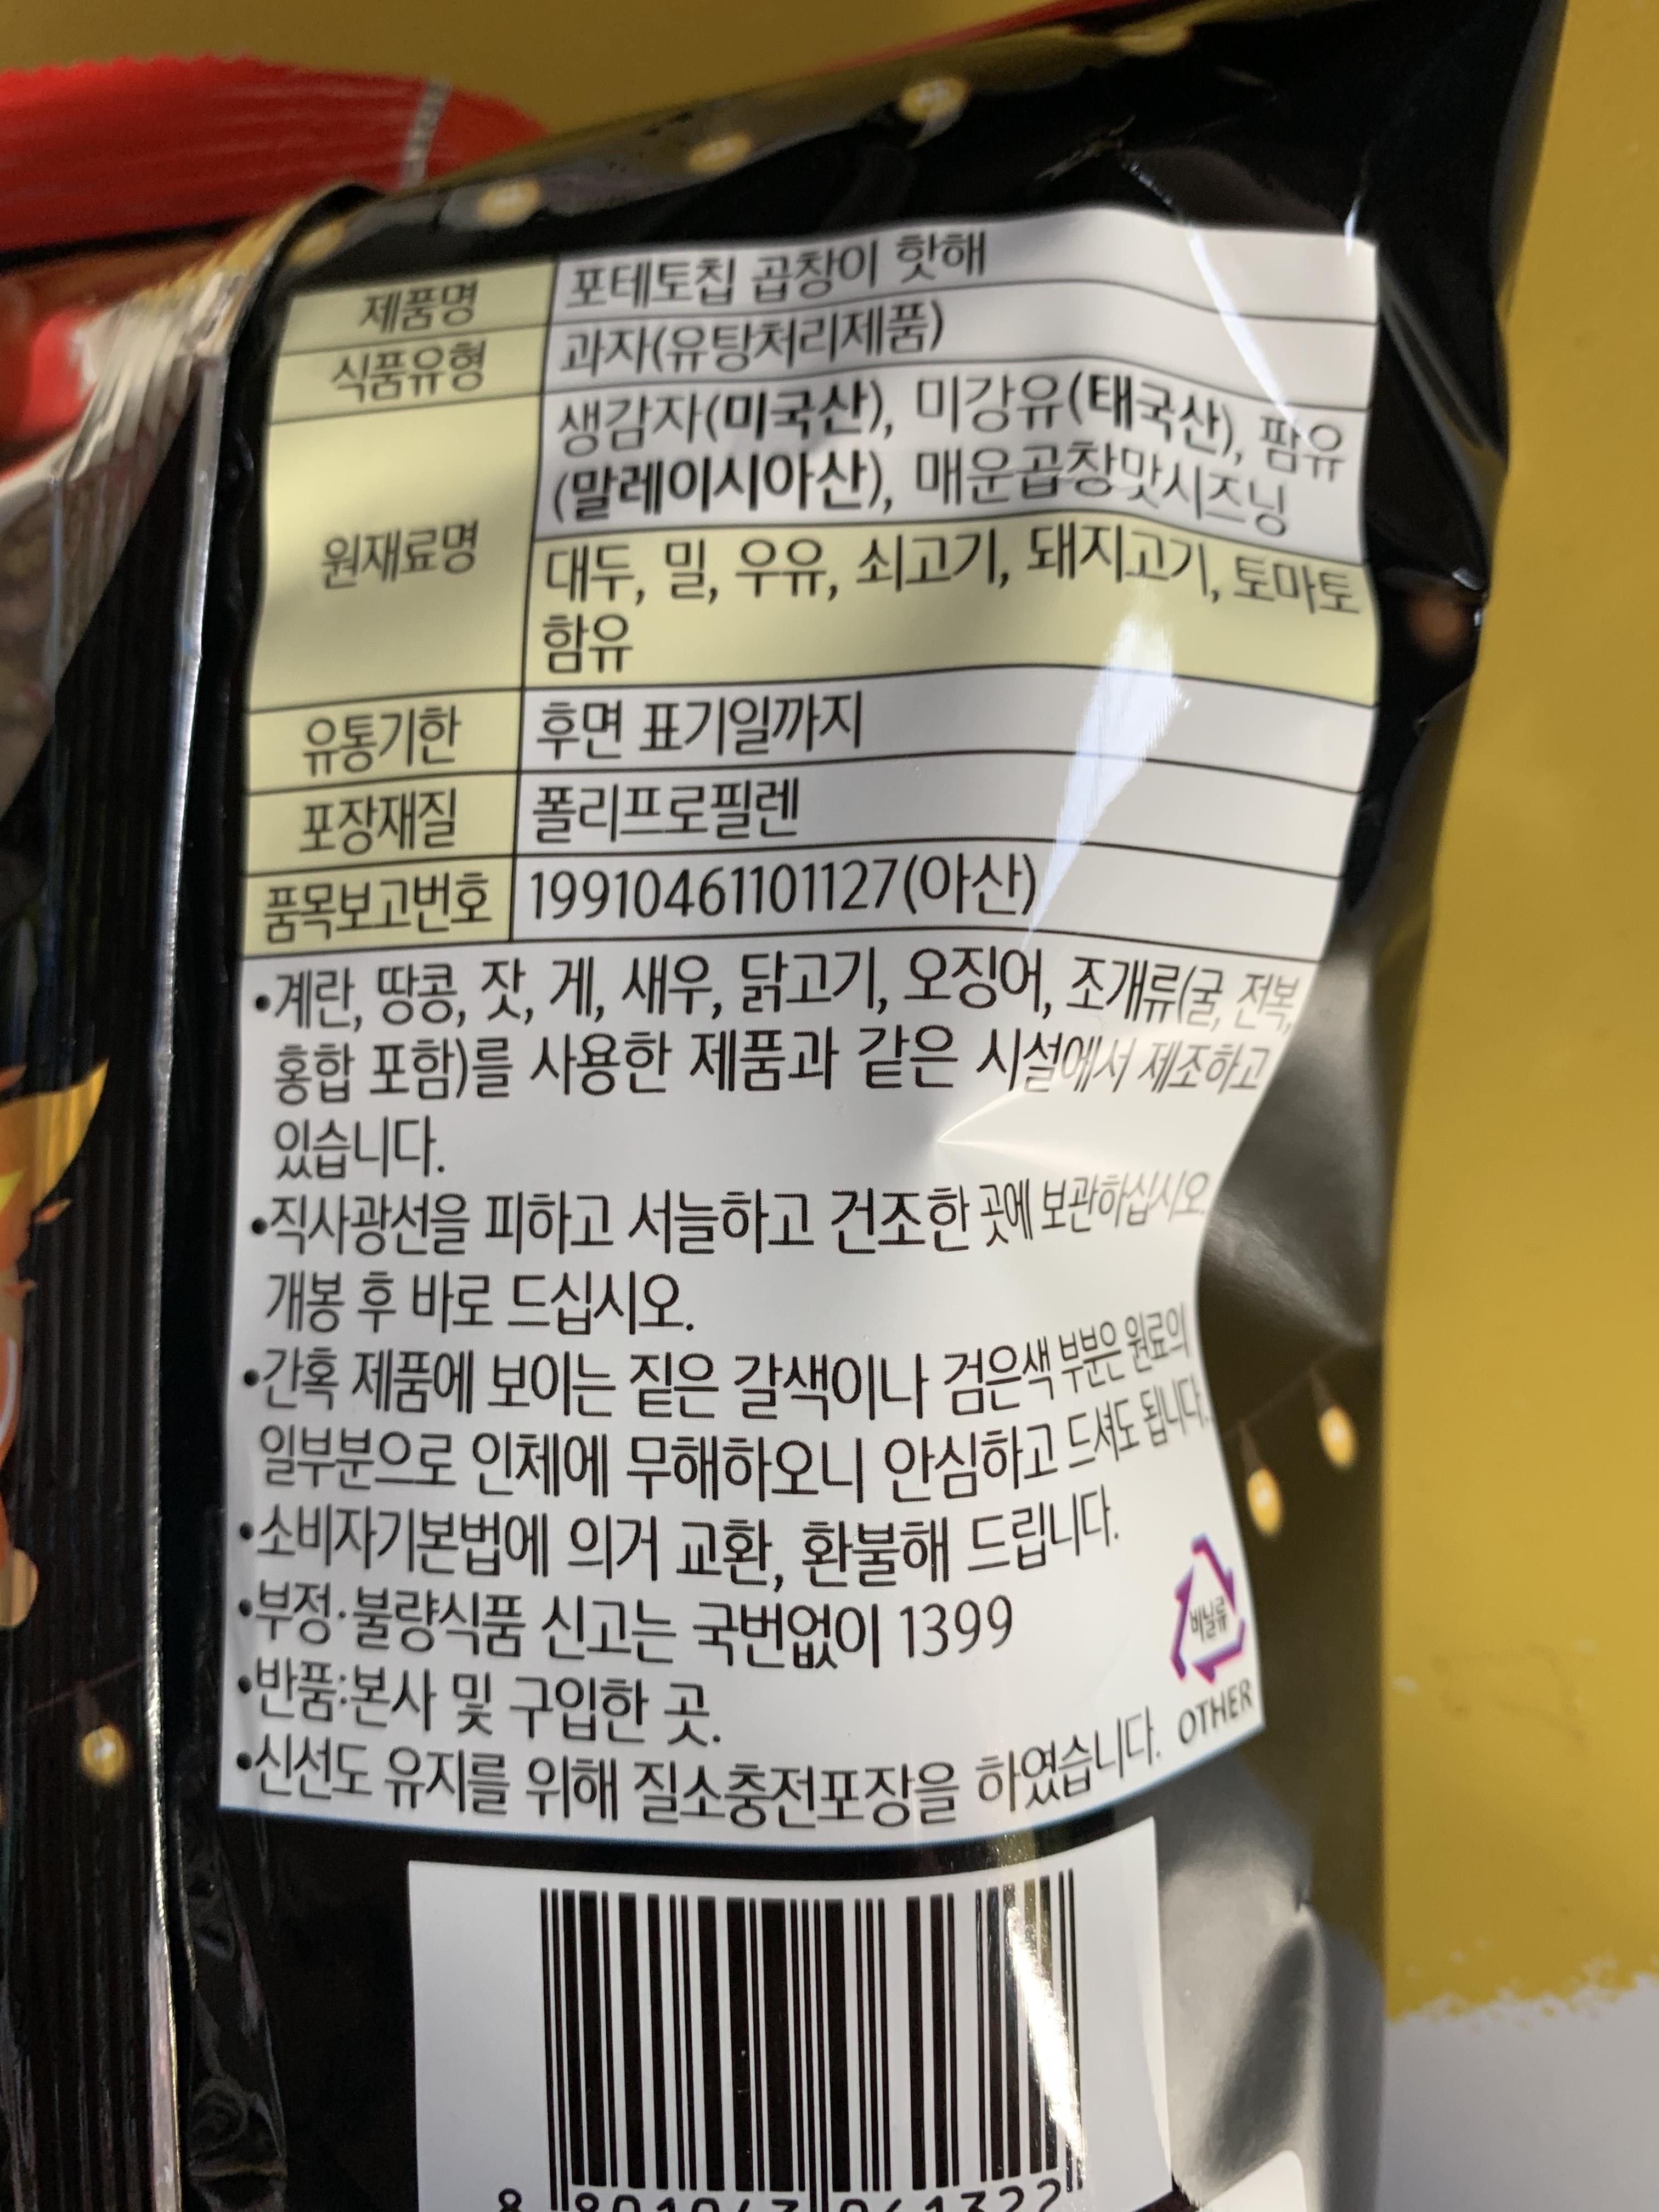 제품명 포테토칩 곱창이 핫해
식품유형 과자(유탕처리제품)
원재료명 생감자(미국산), 미강유(태국산), 팜유
(말레이시아산), 매운곱창맛시즈닝
대두, 밀, 우유, 쇠고기, 돼지고기, 토마토
함유
유통기한 후면 표기일까지
포장재질 폴리프로필렌
품목보고번호 19910461101127(아산)
•계란, 땅콩, 잣, 게, 새우, 닭고기, 오징어, 조개류(굴, 전복,
홍합 포함)를 사용한 제품과 같은 시설에서 제조하고
있습니다.
•직사광선을 피하고 서늘하고 건조한 곳에 보관하십시오.
개봉 후 바로 드십시오.
•간혹 제품에 보이는 짙은 갈색이나 검은색 부분은 원료의
일부분으로 인체에 무해하오니 안심하고 드셔도 됩니다.
•소비자기본법에 의거 교환, 환불해 드립니다.
•부정·불량식품 신고는 국번없이 1399
•반품:본사 및 구입한 곳.
•신선도 유지를 위해 질소충전포장을 하였습니다.
비닐류
OTHER